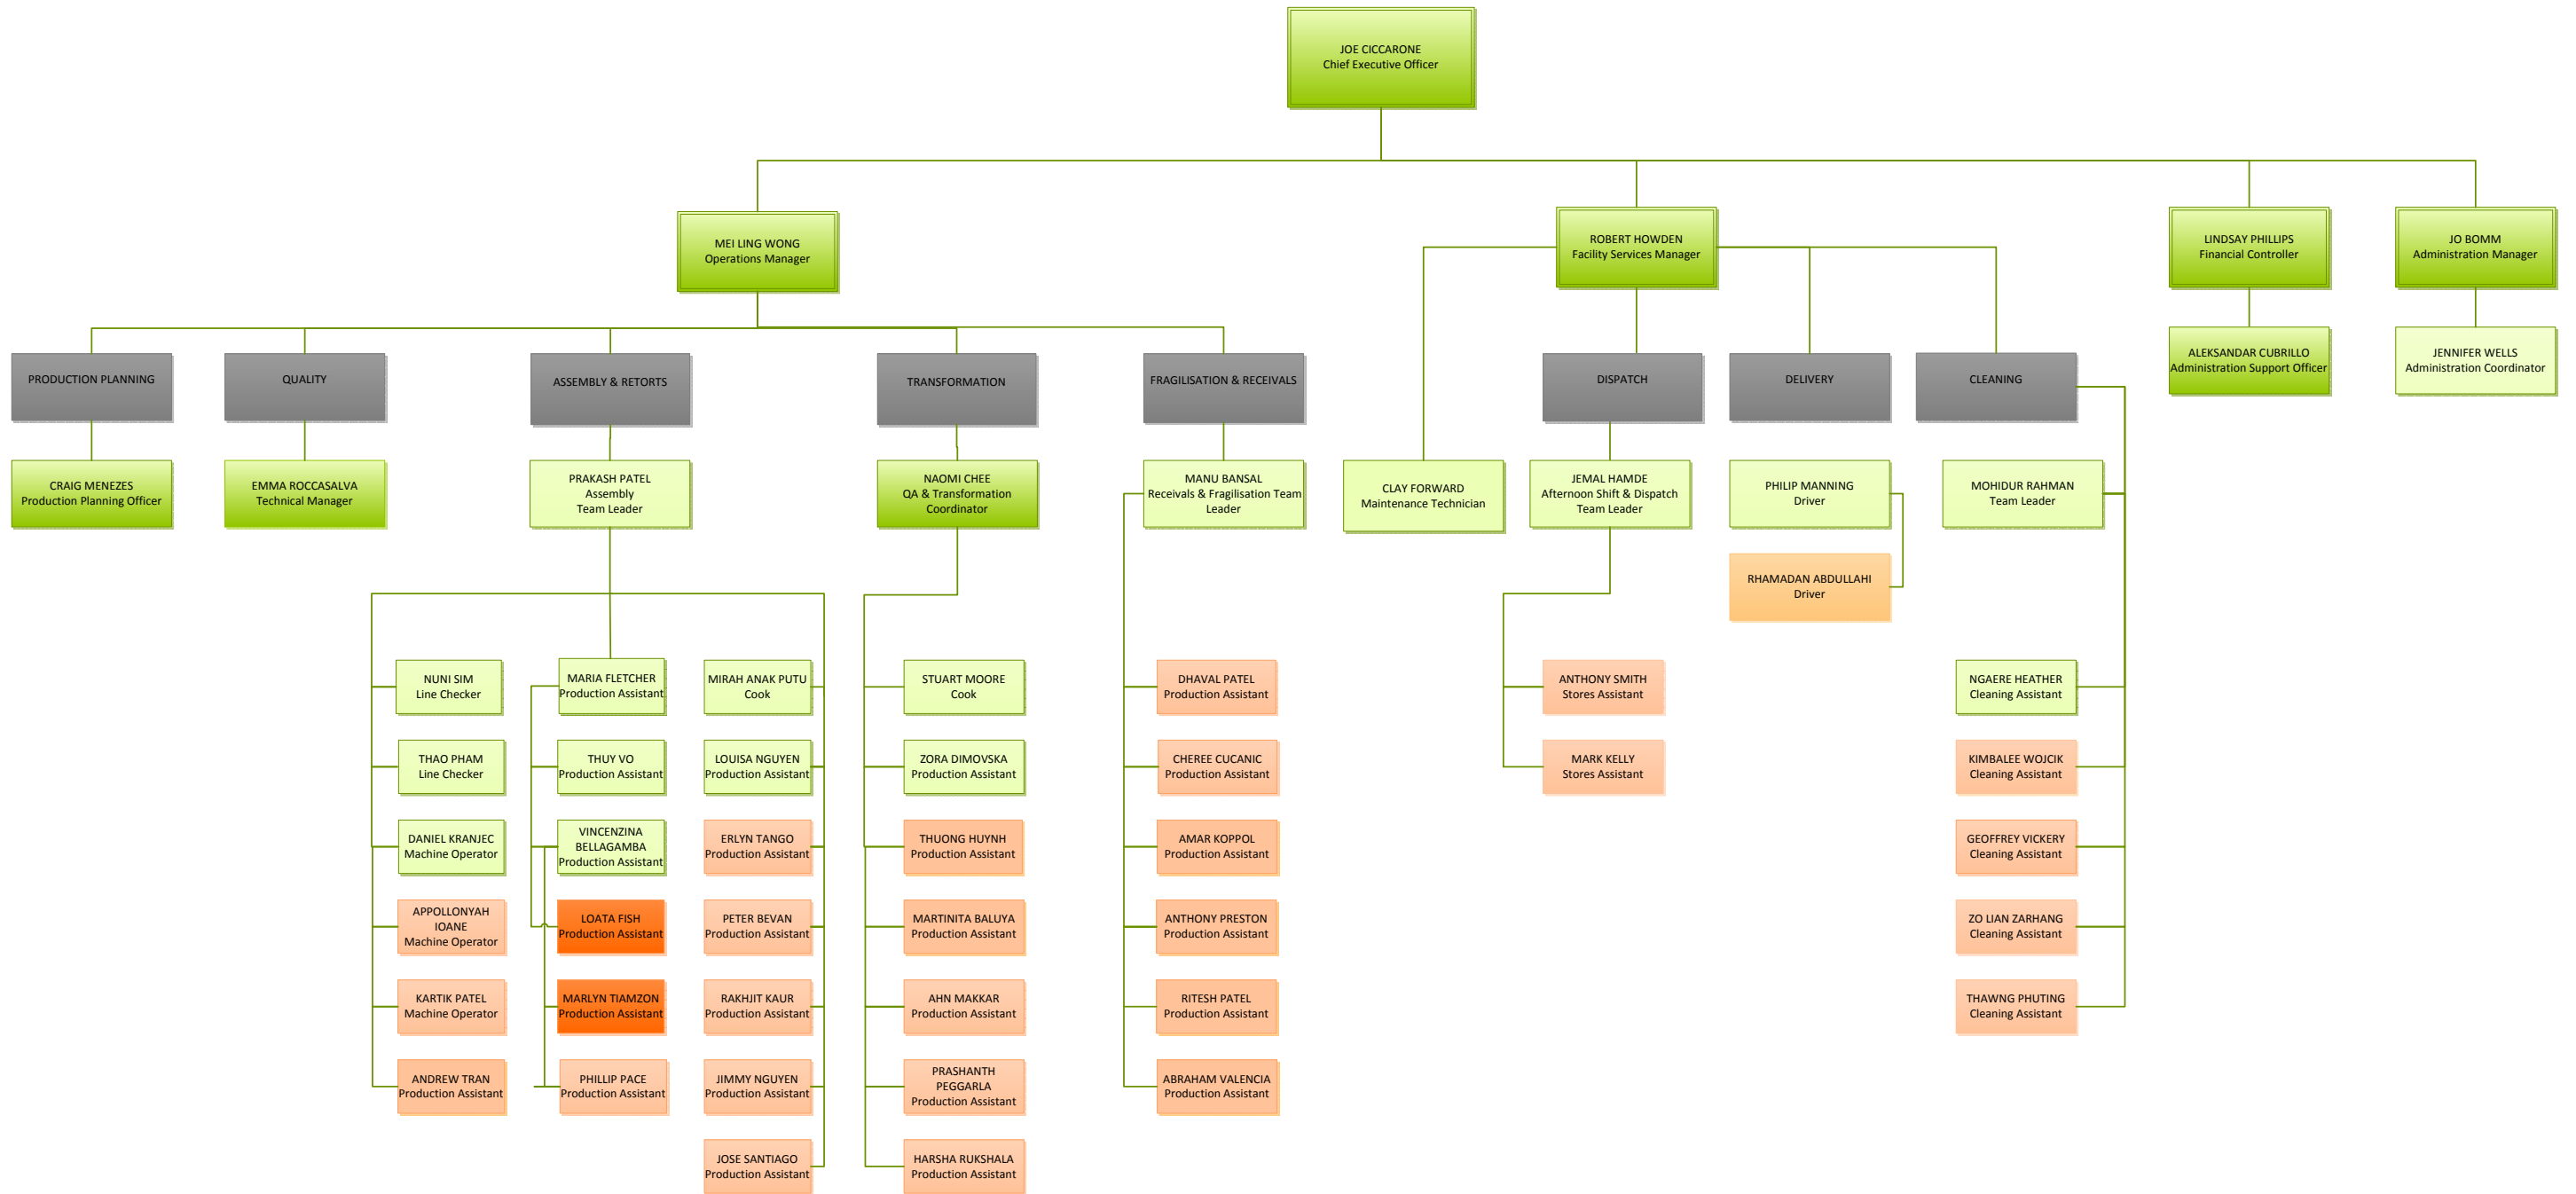 JOE CICCARONE
Chief Executive Officer
MEI LING WONG
Operations Manager
ROBERT HOWDEN
Facility Services Manager
LINDSAY PHILLIPS
Financial Controller
JO BOMM
Administration Manager
PRODUCTION PLANNING
QUALITY
ASSEMBLY & RETORTS
TRANSFORMATION
FRAGILISATION & RECEIVALS
DISPATCH
DELIVERY
CLEANING
ALEKSANDAR CUBRILLO
Administration Support Officer
JENNIFER WELLS
Administration Coordinator
CRAIG MENEZES
Production Planning Officer
EMMA ROCCASALVA
Technical Manager
PRAKASH PATEL
Assembly
Team Leader
NAOMI CHEE
QA & Transformation
Coordinator
MANU BANSAL
Receivals & Fragilisation Team
Leader
CLAY FORWARD
Maintenance Technician
JEMAL HAMDE
Afternoon Shift & Dispatch
Team Leader
PHILIP MANNING
Driver
MOHIDUR RAHMAN
Team Leader
RHAMADAN ABDULLAHI
Driver
NUNI SIM
Line Checker
MARIA FLETCHER
Production Assistant
MIRAH ANAK PUTU
Cook
STUART MOORE
Cook
DHAVAL PATEL
Production Assistant
ANTHONY SMITH
Stores Assistant
NGAERE HEATHER
Cleaning Assistant
THAO PHAM
Line Checker
THUY VO
Production Assistant
LOUISA NGUYEN
Production Assistant
ZORA DIMOVSKA
Production Assistant
CHEREE CUCANIC
Production Assistant
MARK KELLY
Stores Assistant
KIMBALEE WOJCIK
Cleaning Assistant
DANIEL KRANJEC
Machine Operator
VINCENZINA
BELLAGAMBA
Production Assistant
ERLYN TANGO
Production Assistant
THUONG HUYNH
Production Assistant
AMAR KOPPOL
Production Assistant
GEOFFREY VICKERY
Cleaning Assistant
APPOLLONYAH
IOANE
Machine Operator
LOATA FISH
Production Assistant
PETER BEVAN
Production Assistant
MARTINITA BALUYA
Production Assistant
ANTHONY PRESTON
Production Assistant
ZO LIAN ZARHANG
Cleaning Assistant
KARTIK PATEL
Machine Operator
MARLYN TIAMZON
Production Assistant
RAKHJIT KAUR
Production Assistant
AHN MAKKAR
Production Assistant
RITESH PATEL
Production Assistant
THAWNG PHUTING
Cleaning Assistant
ANDREW TRAN
Production Assistant
PHILLIP PACE
Production Assistant
JIMMY NGUYEN
Production Assistant
PRASHANTH
PEGGARLA
Production Assistant
ABRAHAM VALENCIA
Production Assistant
JOSE SANTIAGO
Production Assistant
HARSHA RUKSHALA
Production Assistant